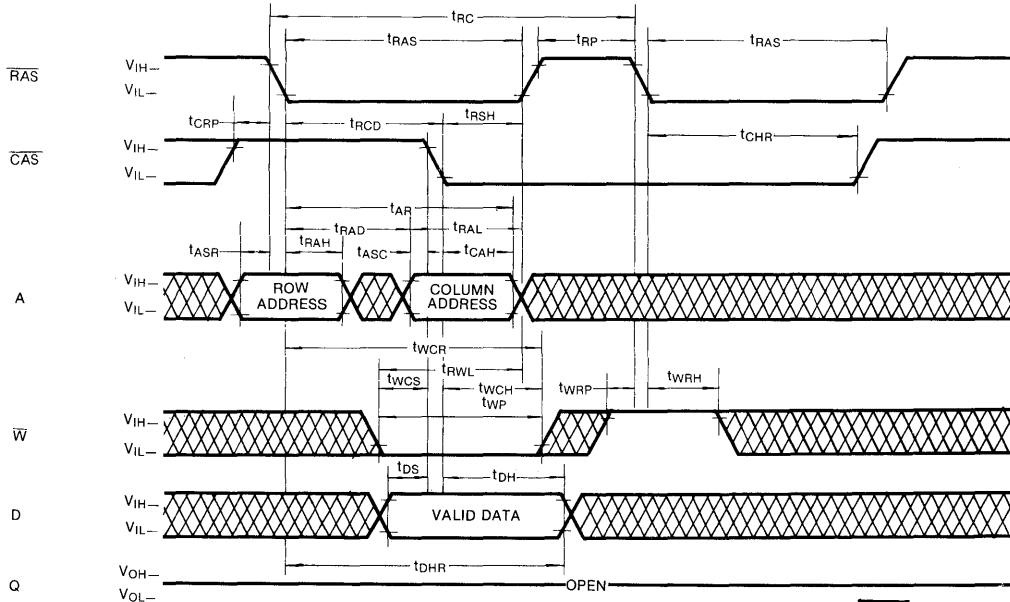 tRC
tRAS tRP tRAS
RAS VIH
VIL
tCRP tRCD tRSH tCHR
CAS VIH
VIL
tAR
tRAD tRAL
tASR tRAH tASC tCAH
A VIH
VIL
ROW ADDRESS
COLUMN ADDRESS
tWCR
tRWL
tWCS tWCH tWRP tWRH
tWP
W VIH
VIL
tDS tDH
D VIH
VIL
VALID DATA
tDHR
Q VOH
VOL
OPEN